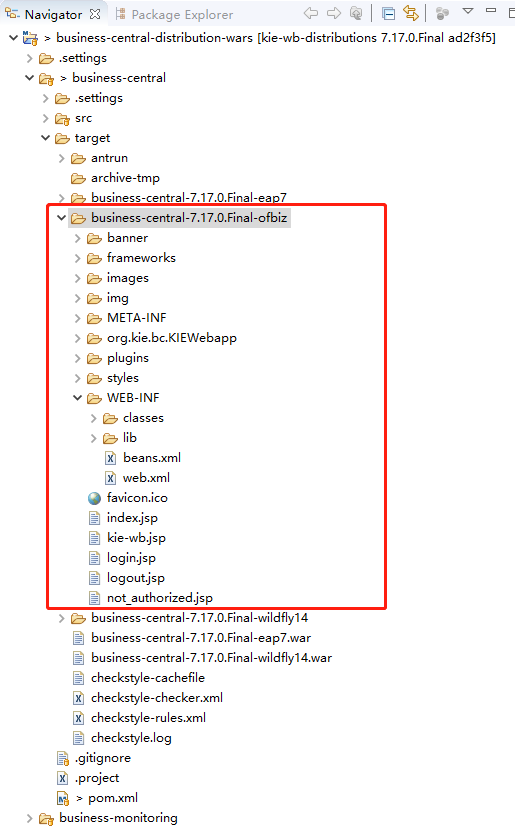 Navigator Package Explorer
> business-central-distribution-wars [kie-wb-distributions 7.17.0.Final ad2f3f5]
.settings
> business-central
.settings
src
target
antrun
archive-tmp
business-central-7.17.0.Final-eap7
business-central-7.17.0.Final-ofbiz
banner
frameworks
images
img
META-INF
org.kie.bc.KIEWebapp
plugins
styles
WEB-INF
classes
lib
beans.xml
web.xml
favicon.ico
index.jsp
kie-wb.jsp
login.jsp
logout.jsp
not_authorized.jsp
business-central-7.17.0.Final-wildfly14
business-central-7.17.0.Final-eap7.war
business-central-7.17.0.Final-wildfly14.war
checkstyle-cachefile
checkstyle-checker.xml
checkstyle-rules.xml
checkstyle.log
.gitignore
.project
> pom.xml
business-monitoring